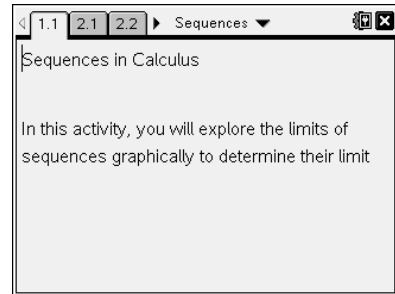 1.1 2.1 2.2 Sequences
Sequences in Calculus
In this activity, you will explore the limits of
sequences graphically to determine their limit